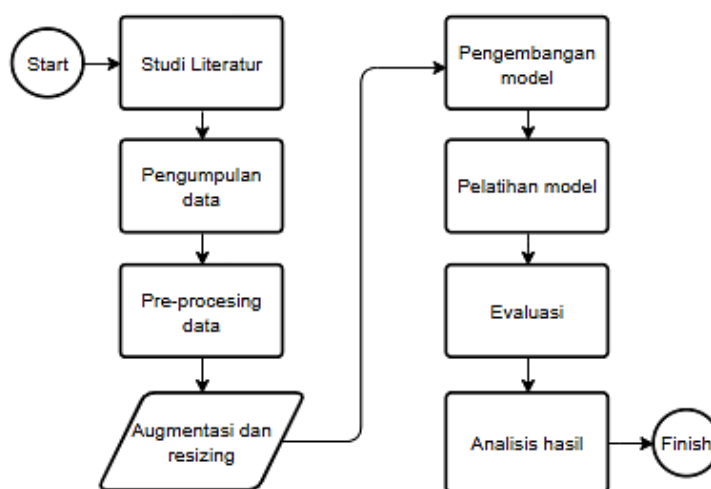 Start
Studi Literatur
Pengumpulan
data
Pre-procesing
data
Augmentasi dan
resizing
Pengembangan
model
Pelatihan model
Evaluasi
Analisis hasil
Finish